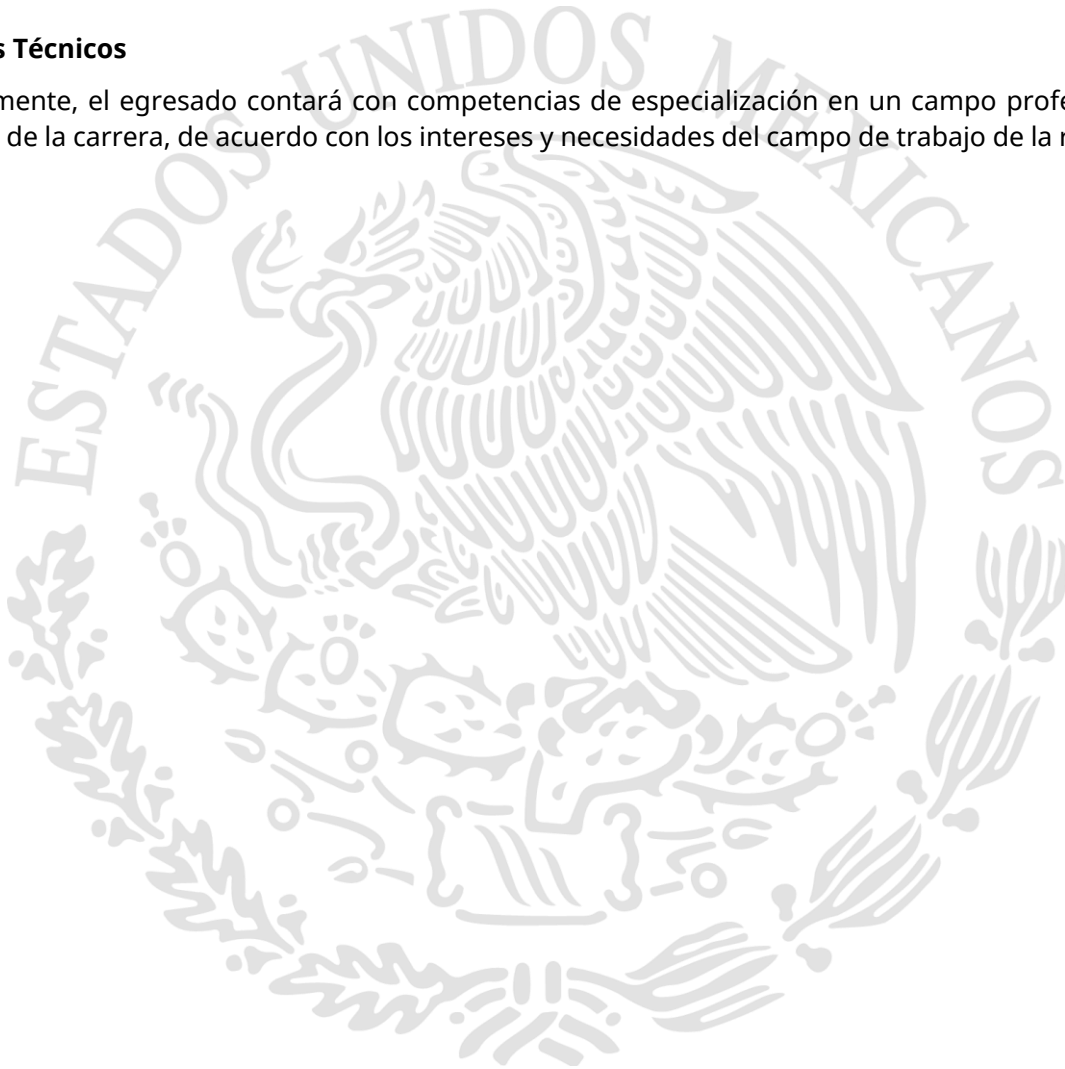 s Técnicos
mente, el egresado contará con competencias de especialización en un campo profe
de la carrera, de acuerdo con los intereses y necesidades del campo de trabajo de la r
ESTADOS UNIDOS MEXICANOS